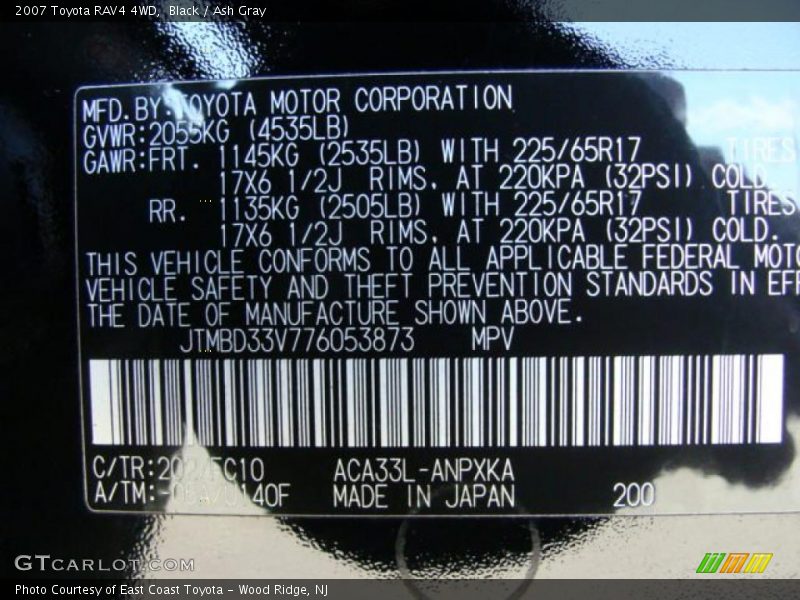 2007 Toyota RAV4 4WD, Black / Ash Gray
MFD.BY:TOYOTA MOTOR CORPORATION
GVWR:2055KG (4535LB)
GAWR:FRT. 1145KG (2535LB) WITH 225/65R17 TIRES
17X6 1/2J RIMS. AT 220KPA (32PSI) COLD.
RR. 1135KG (2505LB) WITH 225/65R17 TIRES
17X6 1/2J RIMS. AT 220KPA (32PSI) COLD.
THIS VEHICLE CONFORMS TO ALL APPLICABLE FEDERAL MOTO
VEHICLE SAFETY AND THEFT PREVENTION STANDARDS IN EFF
THE DATE OF MANUFACTURE SHOWN ABOVE.
JTMBD33V776053873 MPV
C/TR: ACA33L-ANPXKA
A/TM: MADE IN JAPAN 200
GTCARLOT.COM
Photo Courtesy of East Coast Toyota – Wood Ridge, NJ